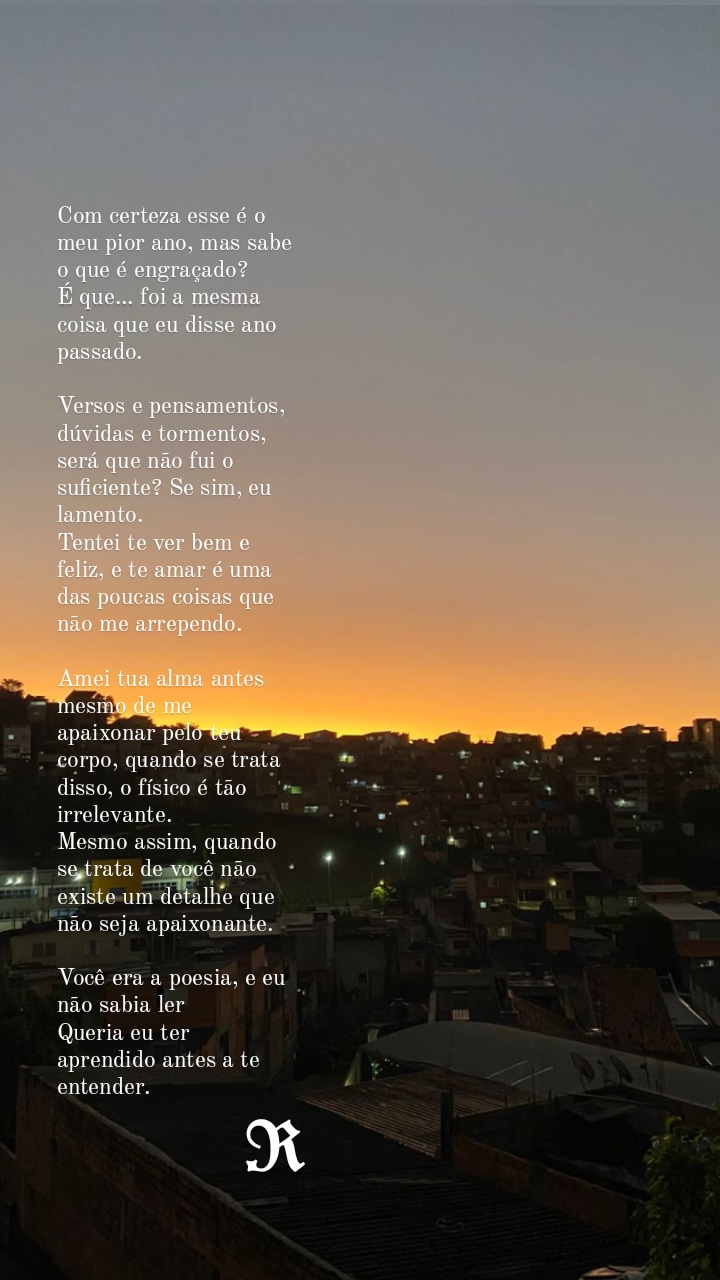 Com certeza esse é o
meu pior ano, mas sabe
o que é engraçado?
É que... foi a mesma
coisa que eu disse ano
passado.

Versos e pensamentos,
dúvidas e tormentos,
será que não fui o
suficiente? Se sim, eu
lamento.
Tentei te ver bem e
feliz, e te amar é uma
das poucas coisas que
não me arrependo.

Amei tua alma antes
mesmo de me
apaixonar pelo teu
corpo, quando se trata
disso, o físico é tão
irrelevante.
Mesmo assim, quando
se trata de você não
existe um detalhe que
não seja apaixonante.

Você era a poesia, e eu
não sabia ler
Queria eu ter
aprendido antes a te
entender.
ℜ